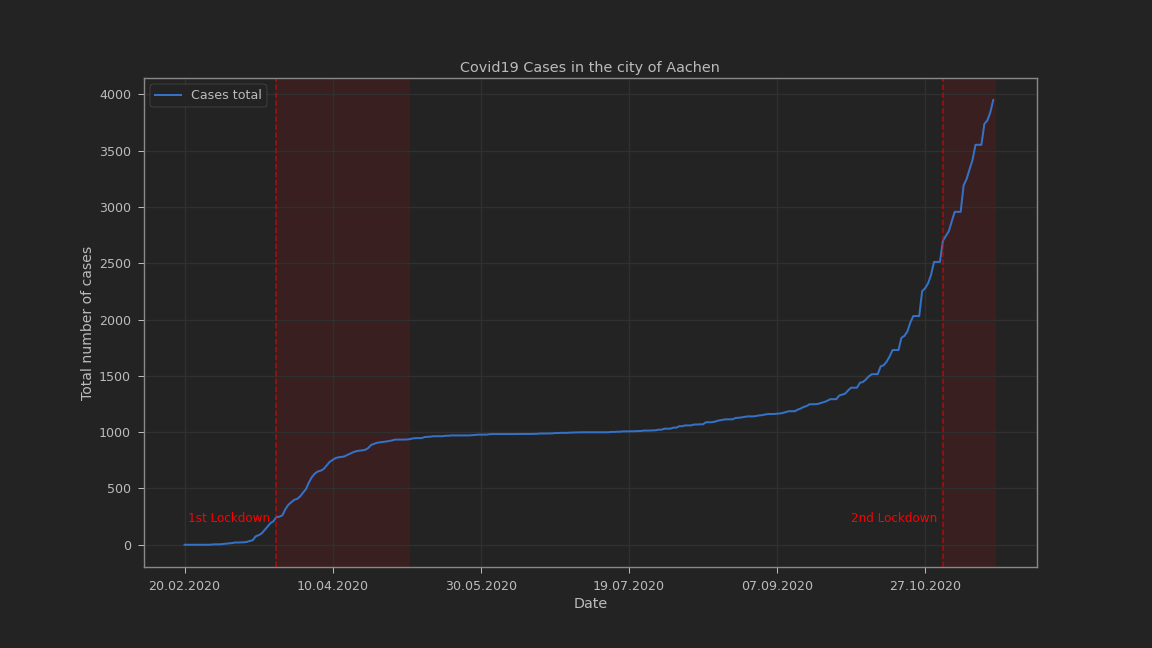 Covid19 Cases in the city of Aachen
Cases total
Total number of cases
4000
3500
3000
2500
2000
1500
1000
500
0
1st Lockdown
2nd Lockdown
20.02.2020 10.04.2020 30.05.2020 19.07.2020 07.09.2020 27.10.2020
Date